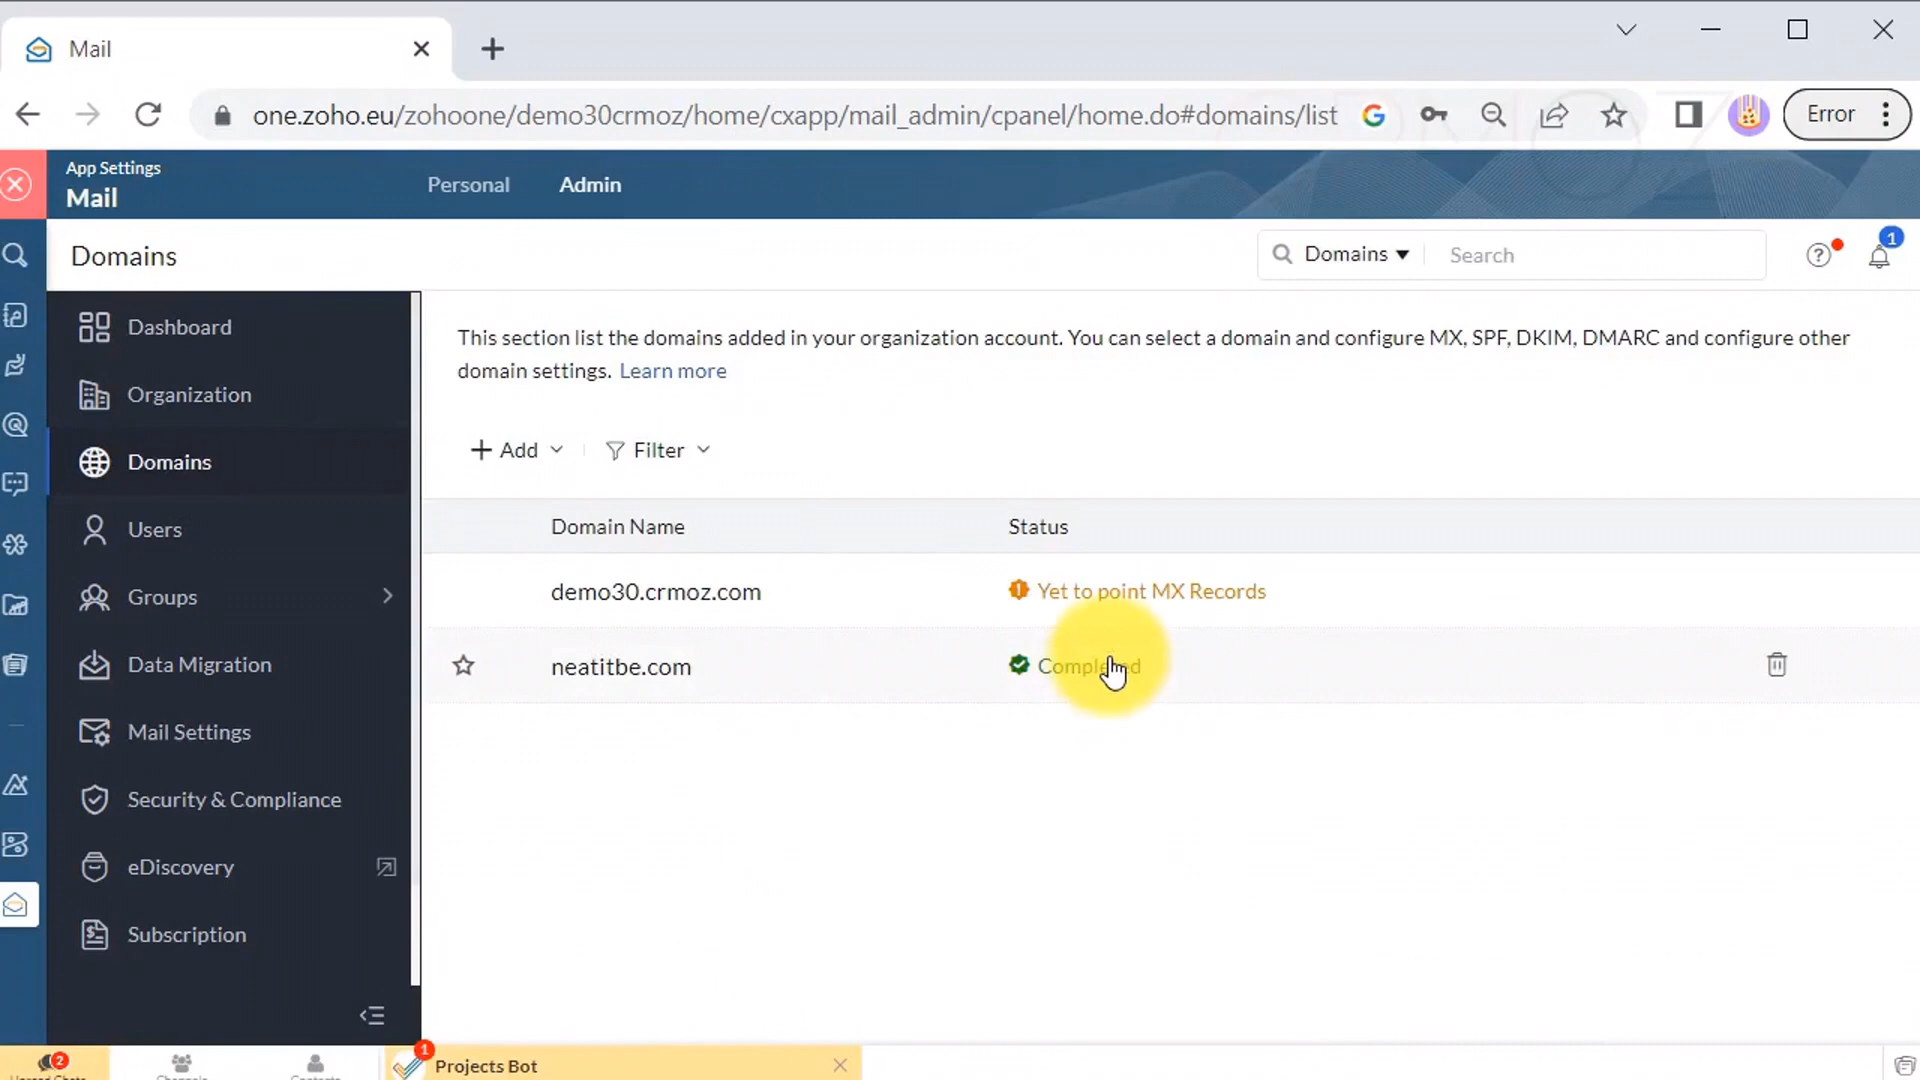 Mail
one.zoho.eu/zohoone/demo30crmoz/home/cxapp/mail_admin/cpanel/home.do#domains/list
Error
App Settings
Mail
Personal
Admin
Domains
Domains
Search
1
Dashboard
Organization
Domains
Users
Groups
Data Migration
Mail Settings
Security & Compliance
eDiscovery
Subscription
This section list the domains added in your organization account. You can select a domain and configure MX, SPF, DKIM, DMARC and configure other
domain settings. Learn more
Add
Filter
Domain Name
Status
demo30.crmoz.com
Yet to point MX Records
neatitbe.com
Completed
2
1
Projects Bot